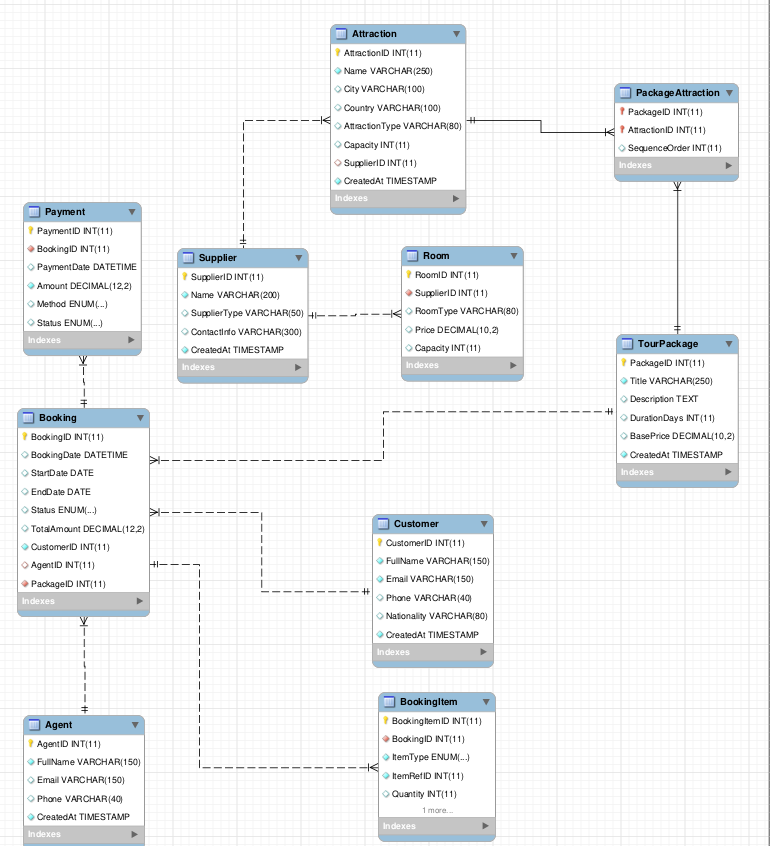 Attraction
AttractionID INT(11)
Name VARCHAR(250)
City VARCHAR(100)
Country VARCHAR(100)
AttractionType VARCHAR(80)
Capacity INT(11)
SupplierID INT(11)
CreatedAt TIMESTAMP
Indexes
PackageAttraction
PackageID INT(11)
AttractionID INT(11)
SequenceOrder INT(11)
Indexes
Payment
PaymentID INT(11)
BookingID INT(11)
PaymentDate DATETIME
Amount DECIMAL(12,2)
Method ENUM(...)
Status ENUM(...)
Indexes
Supplier
SupplierID INT(11)
Name VARCHAR(200)
SupplierType VARCHAR(50)
ContactInfo VARCHAR(300)
CreatedAt TIMESTAMP
Indexes
Room
RoomID INT(11)
SupplierID INT(11)
RoomType VARCHAR(80)
Price DECIMAL(10,2)
Capacity INT(11)
Indexes
TourPackage
PackageID INT(11)
Title VARCHAR(250)
Description TEXT
DurationDays INT(11)
BasePrice DECIMAL(10,2)
CreatedAt TIMESTAMP
Indexes
Booking
BookingID INT(11)
BookingDate DATETIME
StartDate DATE
EndDate DATE
Status ENUM(...)
TotalAmount DECIMAL(12,2)
CustomerID INT(11)
AgentID INT(11)
PackageID INT(11)
Indexes
Customer
CustomerID INT(11)
FullName VARCHAR(150)
Email VARCHAR(150)
Phone VARCHAR(40)
Nationality VARCHAR(80)
CreatedAt TIMESTAMP
Indexes
Agent
AgentID INT(11)
FullName VARCHAR(150)
Email VARCHAR(150)
Phone VARCHAR(40)
CreatedAt TIMESTAMP
Indexes
BookingItem
BookingItemID INT(11)
BookingID INT(11)
ItemType ENUM(...)
ItemRefID INT(11)
Quantity INT(11)
1 more...
Indexes